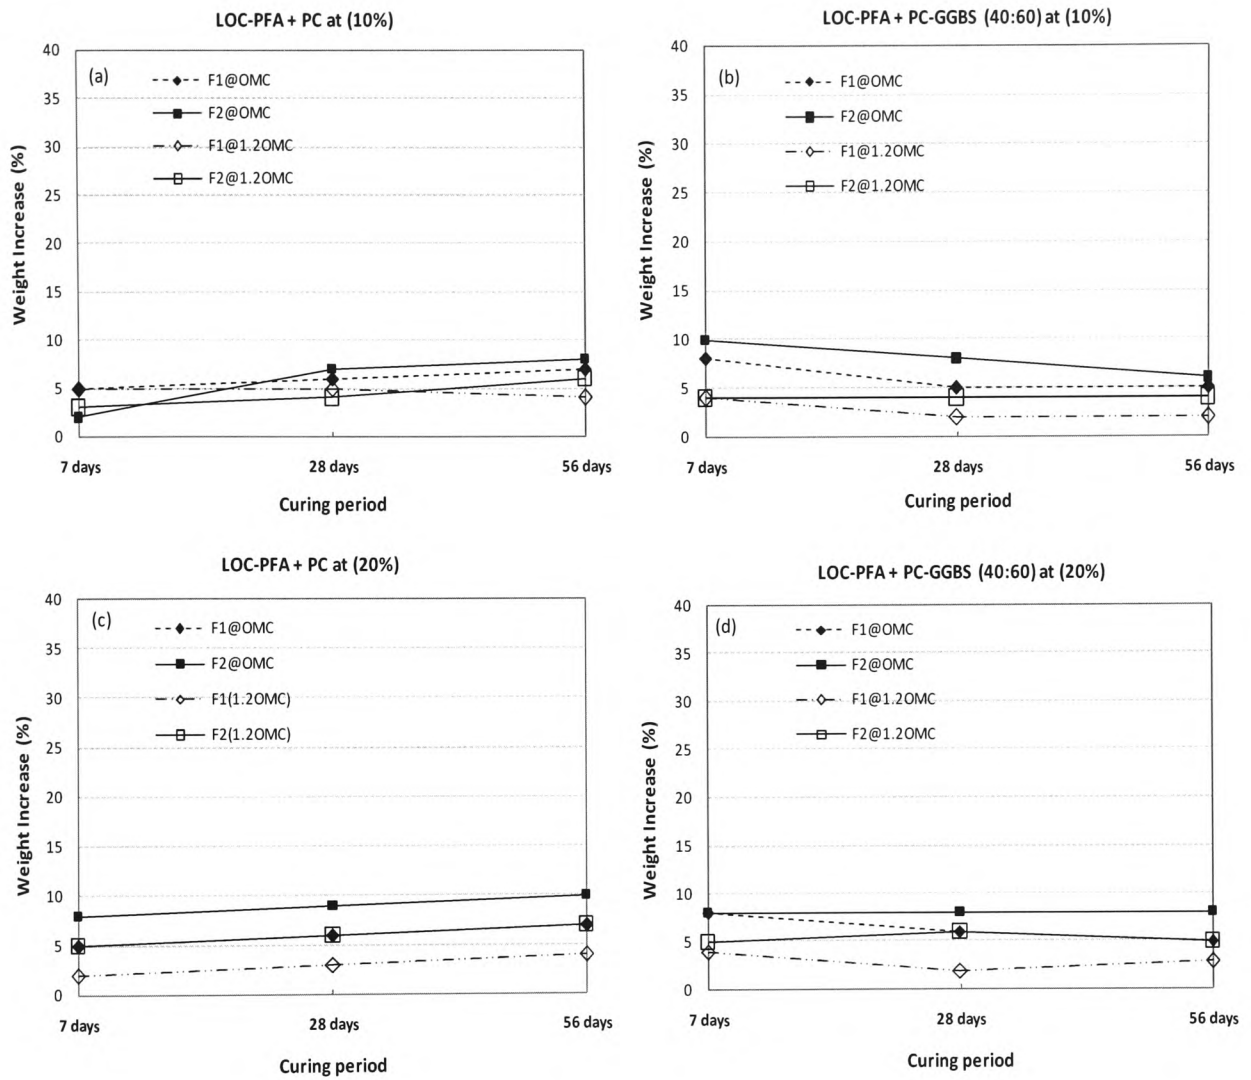 LOC-PFA + PC at (10%)
(a)
F1@OMC
F2@OMC
F1@1.2OMC
F2@1.2OMC
Weight Increase (%)
40
35
30
25
20
15
10
5
0
7 days
28 days
56 days
Curing period
LOC-PFA + PC-GGBS (40:60) at (10%)
(b)
F1@OMC
F2@OMC
F1@1.2OMC
F2@1.2OMC
Weight Increase (%)
40
35
30
25
20
15
10
5
0
7 days
28 days
56 days
Curing period
LOC-PFA + PC at (20%)
(c)
F1@OMC
F2@OMC
F1(1.2OMC)
F2(1.2OMC)
Weight Increase (%)
40
35
30
25
20
15
10
5
0
7 days
28 days
56 days
Curing period
LOC-PFA + PC-GGBS (40:60) at (20%)
(d)
F1@OMC
F2@OMC
F1@1.2OMC
F2@1.2OMC
Weight Increase (%)
40
35
30
25
20
15
10
5
0
7 days
28 days
56 days
Curing period